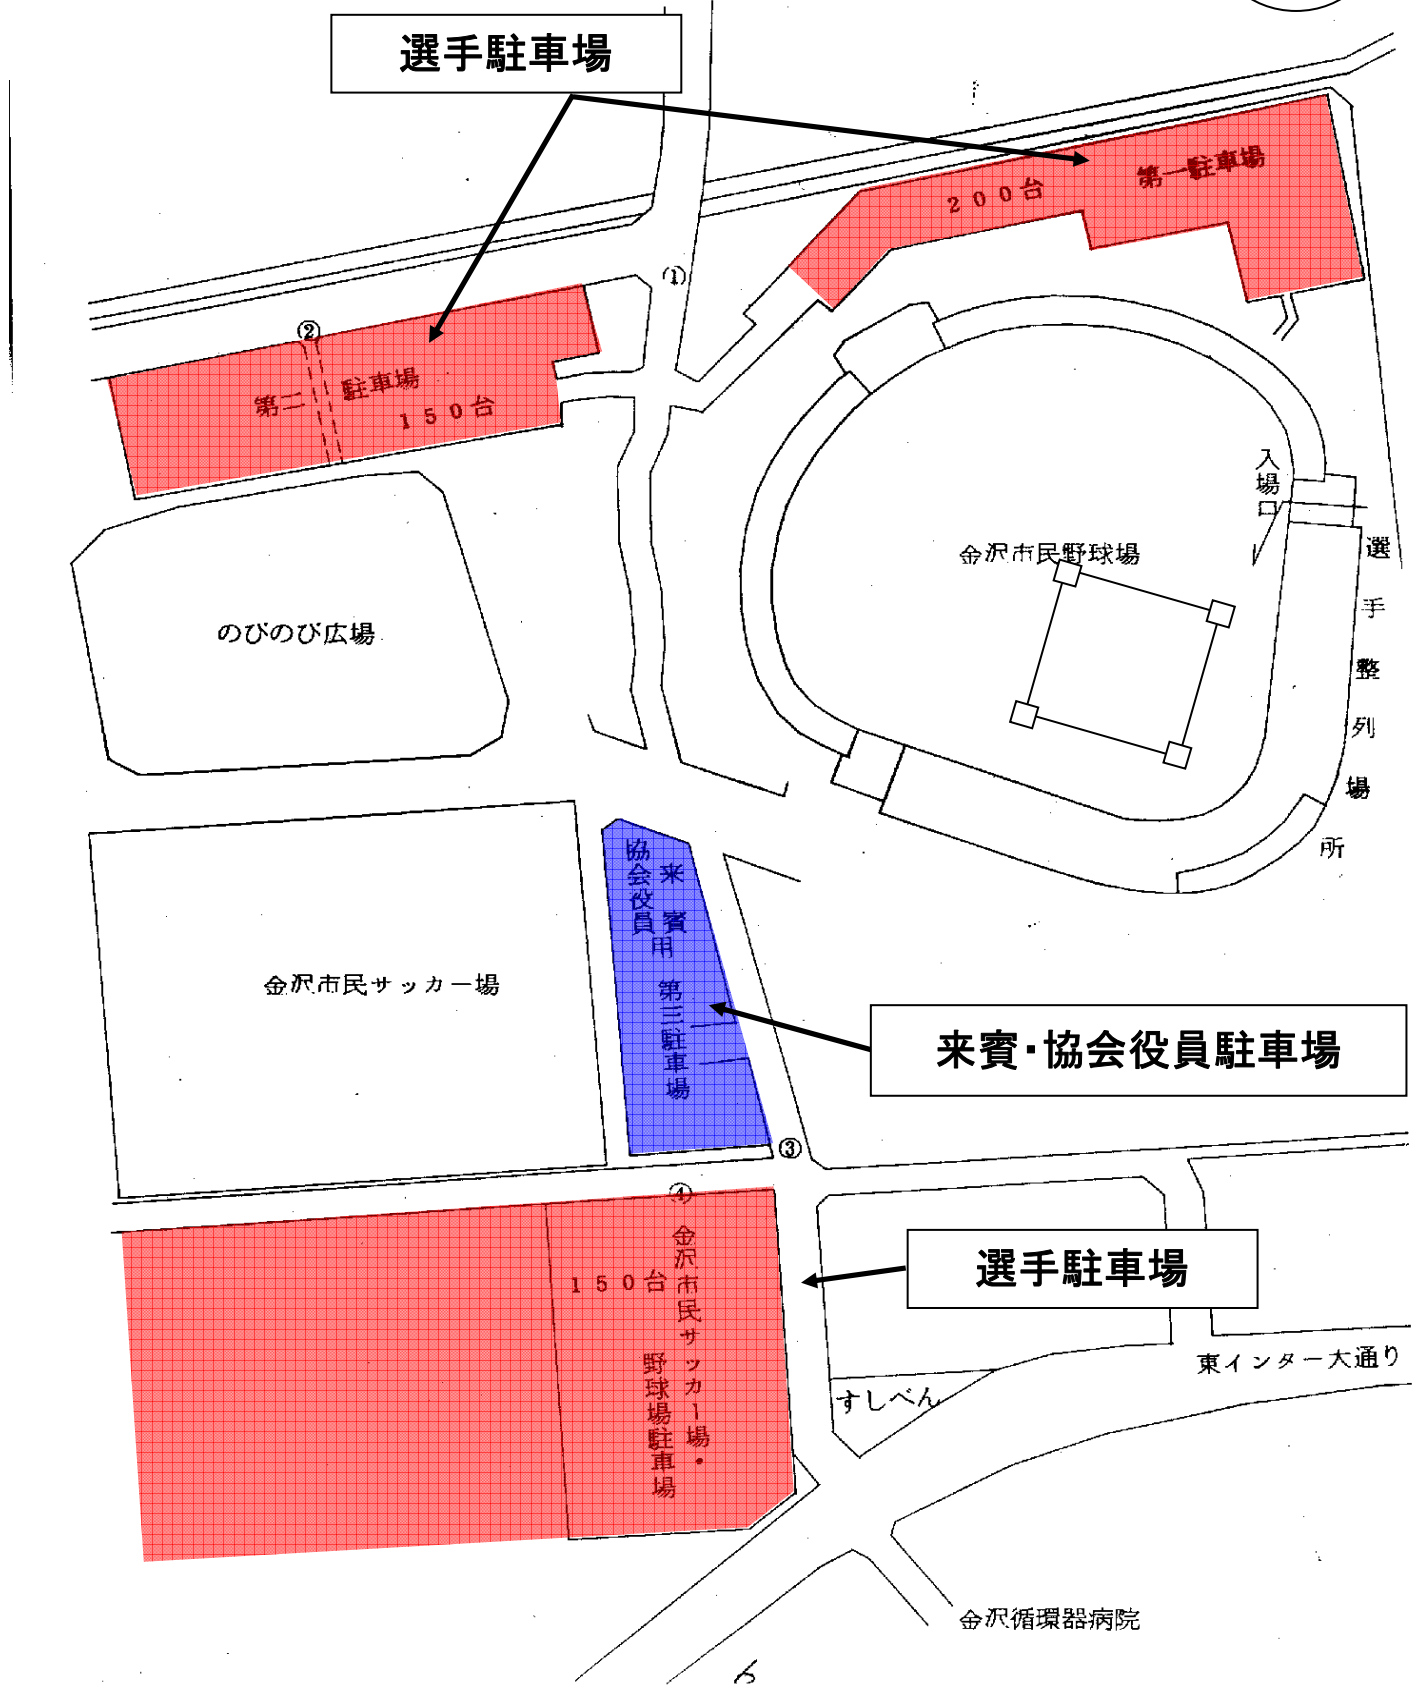 選手駐車場
第一駐車場
200台
①
②
第二 駐車場
150台
入場口
金沢市民野球場
選手整列場所
のびのび広場
協会役員
来賓用 第三駐車場
金沢市民サッカー場
来賓・協会役員駐車場
③
④
金沢市民サッカー場・
野球場駐車場
150台
選手駐車場
東インター大通り
すしべん
金沢循環器病院